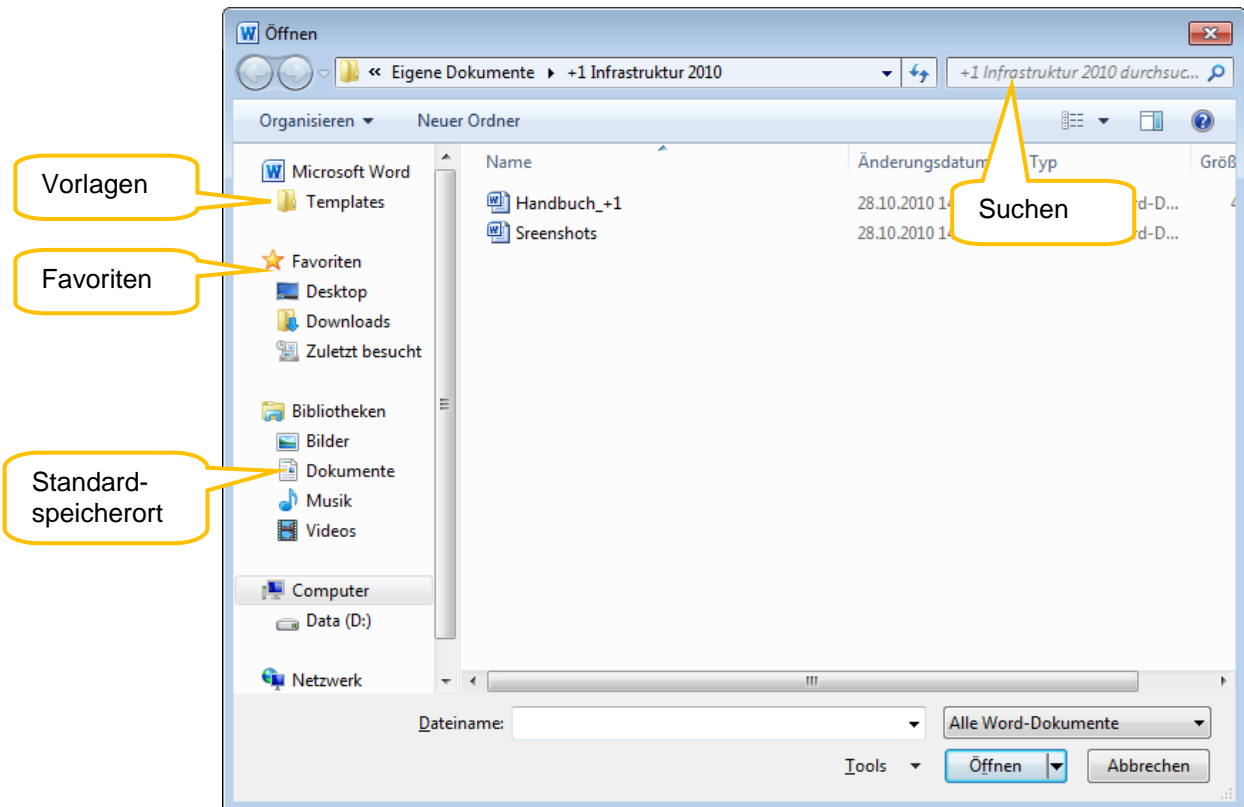 Öffnen
« Eigene Dokumente ▸ +1 Infrastruktur 2010
+1 Infrastruktur 2010 durchsuc...
Organisieren
Neuer Ordner
Vorlagen
Favoriten
Standard-
speicherort
Suchen
Microsoft Word
Templates
Favoriten
Desktop
Downloads
Zuletzt besucht
Bibliotheken
Bilder
Dokumente
Musik
Videos
Computer
Data (D:)
Netzwerk
Name Änderungsdatum Typ Größ
Handbuch_+1 28.10.2010 14 rd-D... 4
Sreenshots 28.10.2010 14 rd-D...
Dateiname:
Alle Word-Dokumente
Tools
Öffnen
Abbrechen